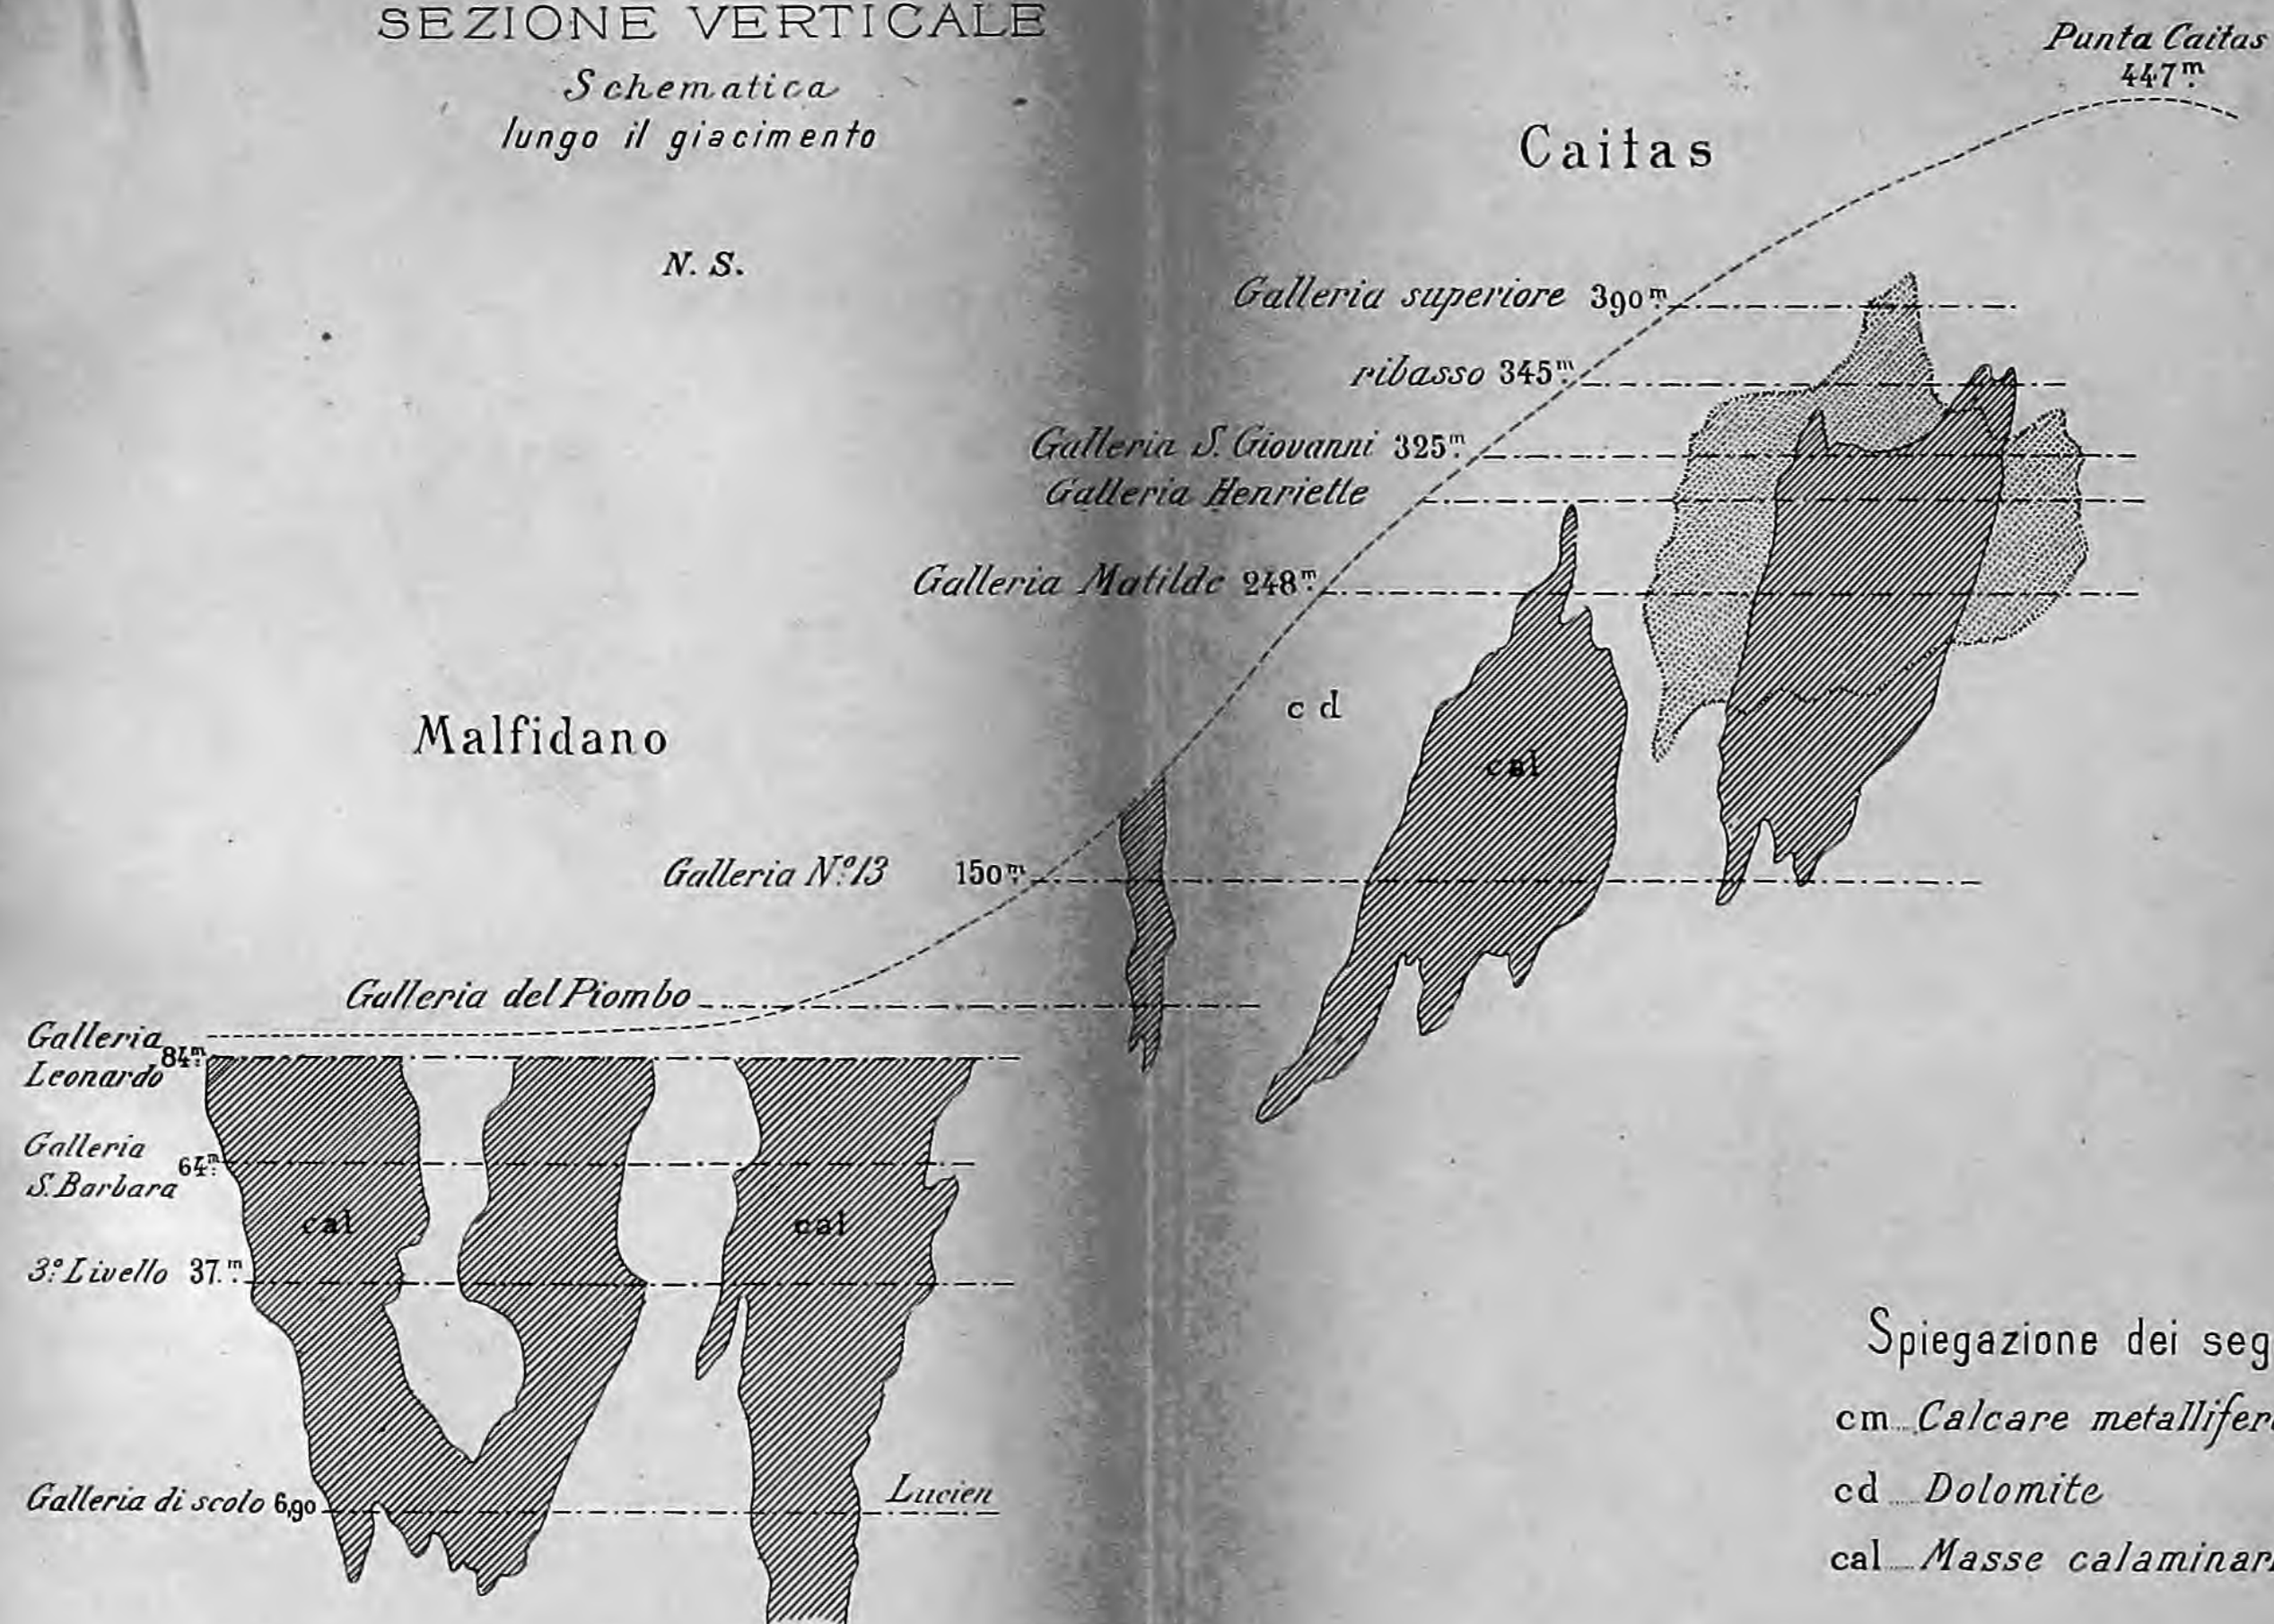 SEZIONE VERTICALE
Schematica
lungo il giacimento
N. S.
Punta Caitas
447m.
Caitas
Galleria superiore 390m.
ribasso 345m.
Galleria S. Giovanni 325m.
Galleria Henriette
Galleria Matilde 248m.
c d
cal
Malfidano
Galleria N.º 13 150m.
Galleria del Piombo
Galleria
Leonardo 84m.
Galleria
S. Barbara 64m.
cal
cal
3.º Livello 37.m.
Galleria di scolo 6,90
Lucien
Spiegazione dei seg
cm Calcare metallifer
cd Dolomite
cal Masse calaminar